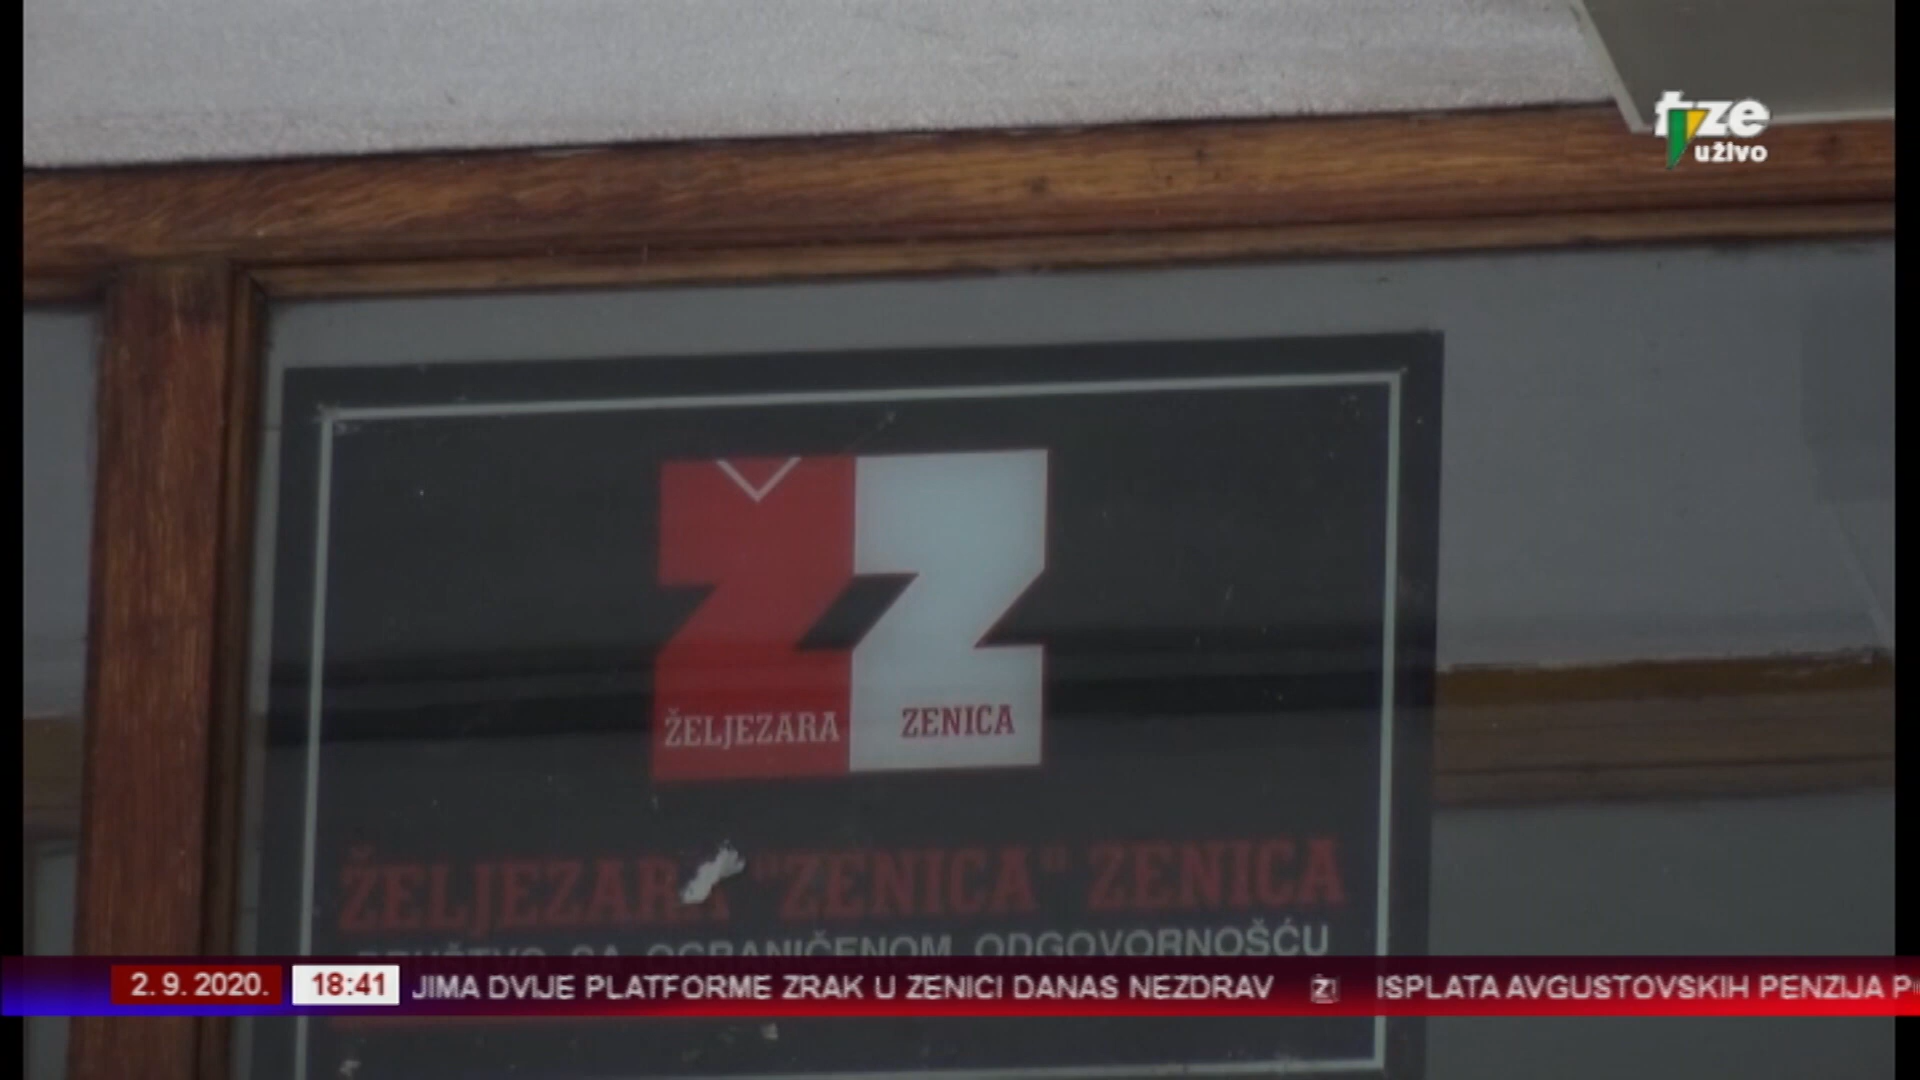 tvze
uživo
ŽZ
ŽELJEZARA ZENICA
ŽELJEZARA "ZENICA" ZENICA
DRUŠTVO SA OGRANIČENOM ODGOVORNOŠĆU
2. 9. 2020. 18:41 JIMA DVIJE PLATFORME ZRAK U ZENICI DANAS NEZDRAV ISPLATA AVGUSTOVSKIH PENZIJA